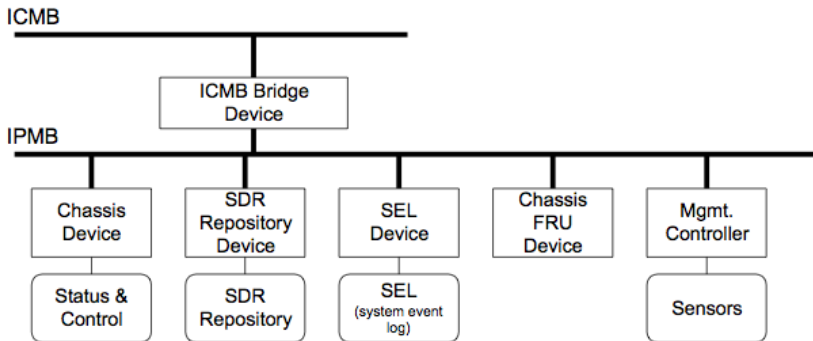 ICMB
ICMB Bridge
Device
IPMB
Chassis
Device
SDR
Repository
Device
SEL
Device
Chassis
FRU
Device
Mgmt.
Controller
Status &
Control
SDR
Repository
SEL
(system event
log)
Sensors